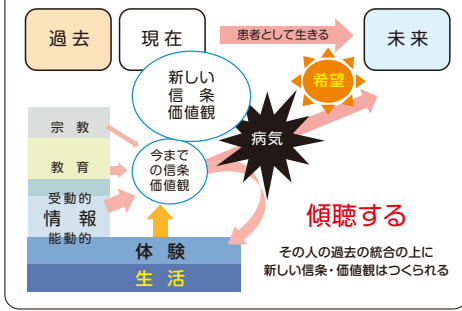 過去
現在
患者として生きる
未来
新しい
信条
価値観
希望
病気
宗教
教育
受動的
情報
能動的
今まで
の信条
価値観
体験
生活
傾聴する
その人の過去の統合の上に
新しい信条・価値観はつくられる